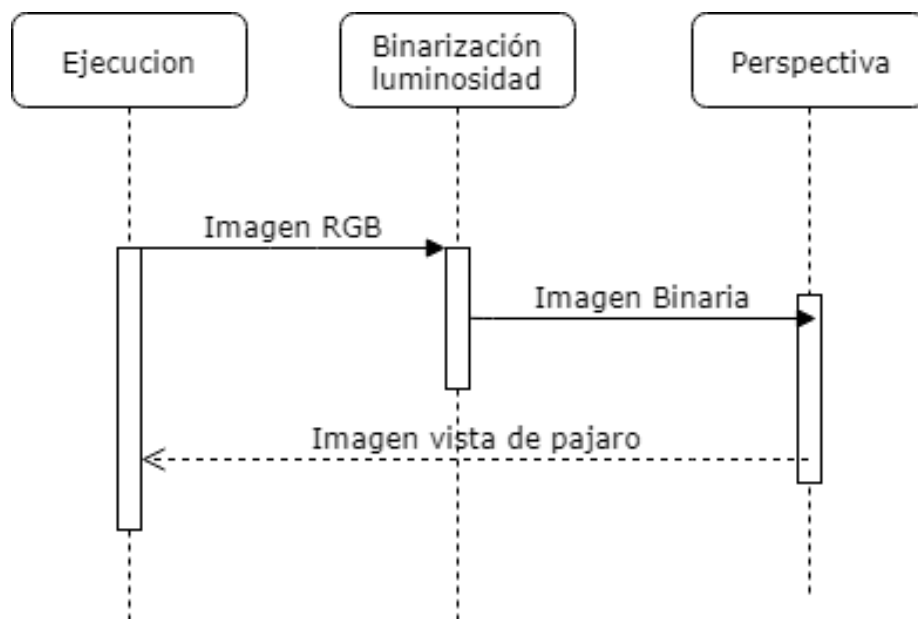 Ejecucion
Binarización
luminosidad
Perspectiva
Imagen RGB
Imagen Binaria
Imagen vista de pajaro